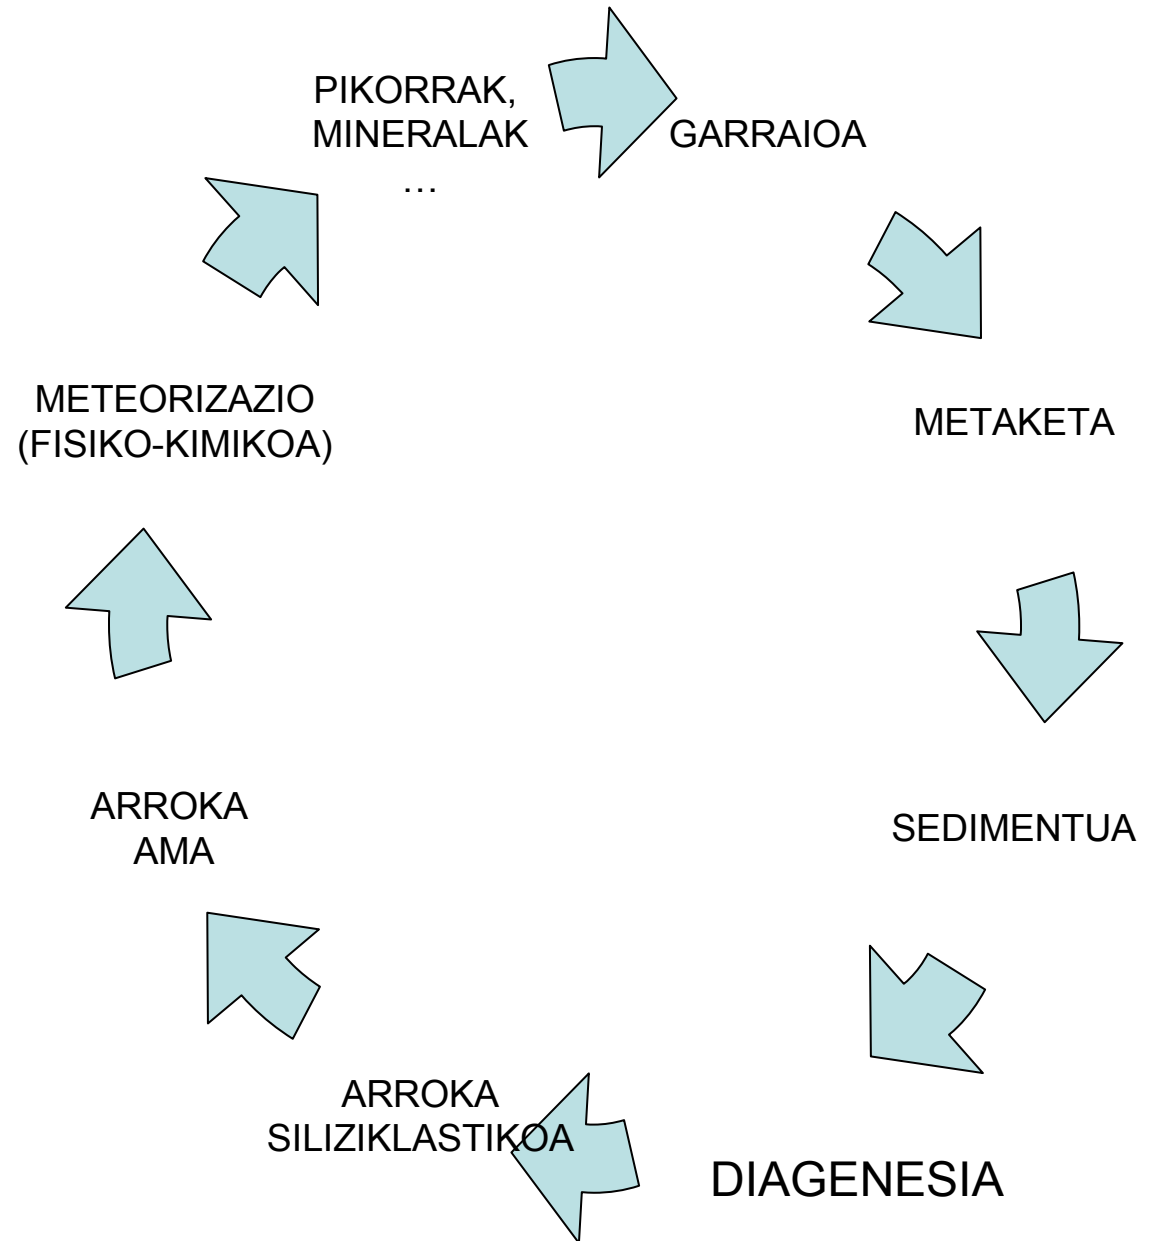 PIKORRAK,
MINERALAK
…
GARRAIOA
METAKETA
SEDIMENTUA
DIAGENESIA
ARROKA
SILIZIKLASTIKOA
ARROKA
AMA
METEORIZAZIO
(FISIKO-KIMIKOA)